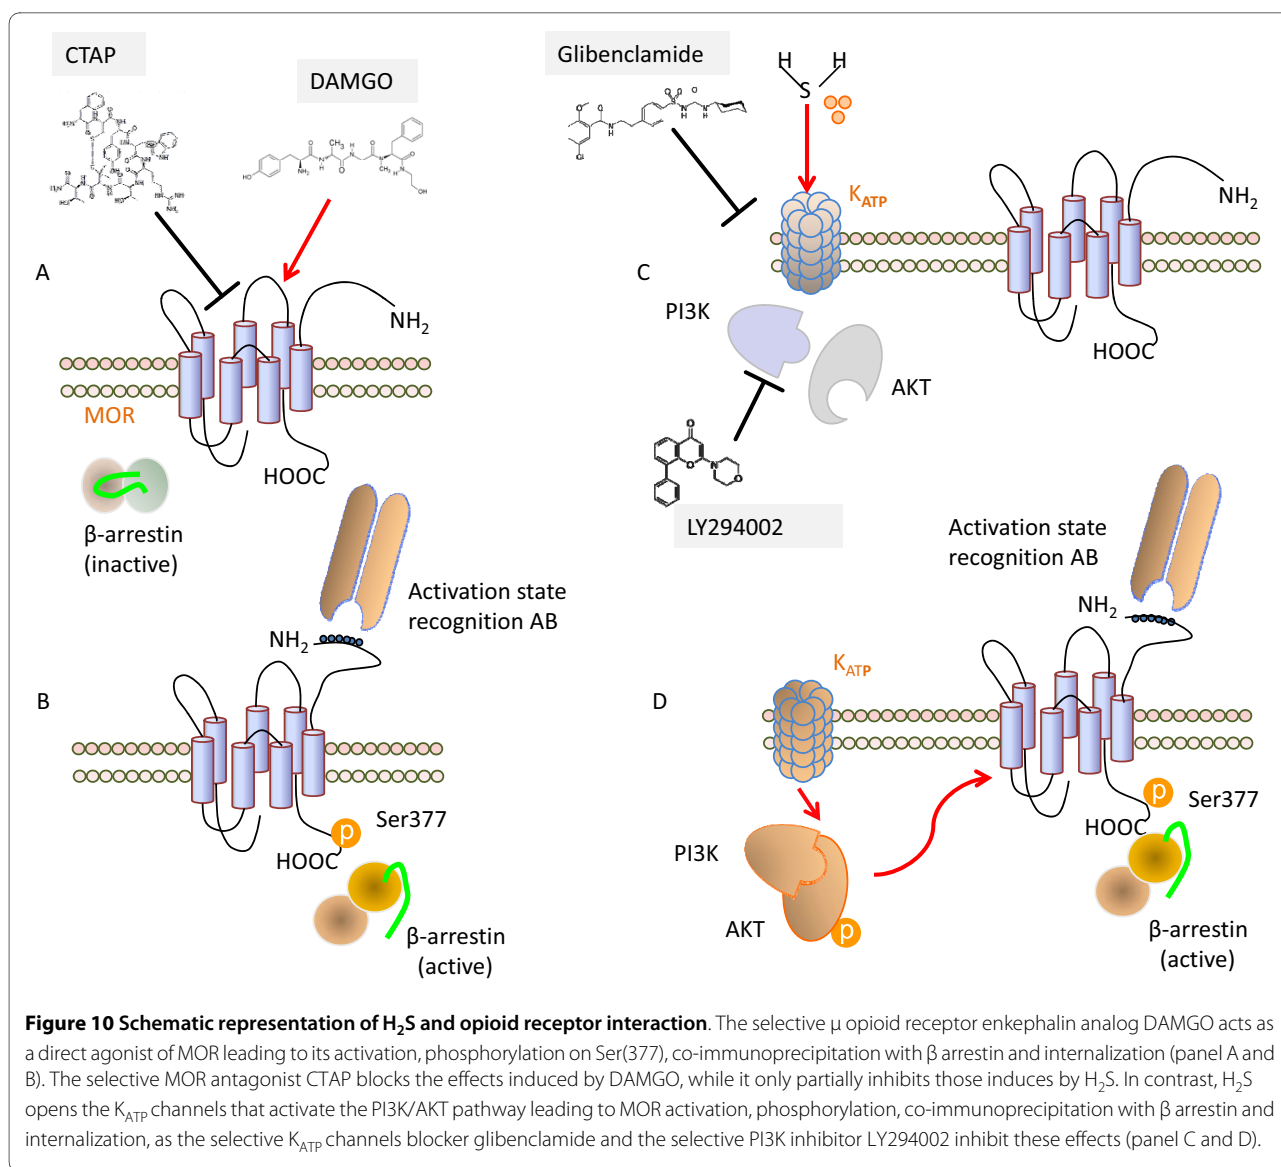 CTAP
DAMGO
A
NH2
MOR
HOOC
β-arrestin
(inactive)
Activation state
recognition AB
NH2
B
Ser377
p
HOOC
β-arrestin
(active)
Glibenclamide
H H
S
KATP
NH2
C
PI3K
HOOC
AKT
LY294002
Activation state
recognition AB
NH2
KATP
D
p
Ser377
HOOC
PI3K
AKT
p
β-arrestin
(active)
Figure 10 Schematic representation of H2S and opioid receptor interaction. The selective μ opioid receptor enkephalin analog DAMGO acts as
a direct agonist of MOR leading to its activation, phosphorylation on Ser(377), co-immunoprecipitation with β arrestin and internalization (panel A and
B). The selective MOR antagonist CTAP blocks the effects induced by DAMGO, while it only partially inhibits those induces by H2S. In contrast, H2S
opens the KATP channels that activate the PI3K/AKT pathway leading to MOR activation, phosphorylation, co-immunoprecipitation with β arrestin and
internalization, as the selective KATP channels blocker glibenclamide and the selective PI3K inhibitor LY294002 inhibit these effects (panel C and D).